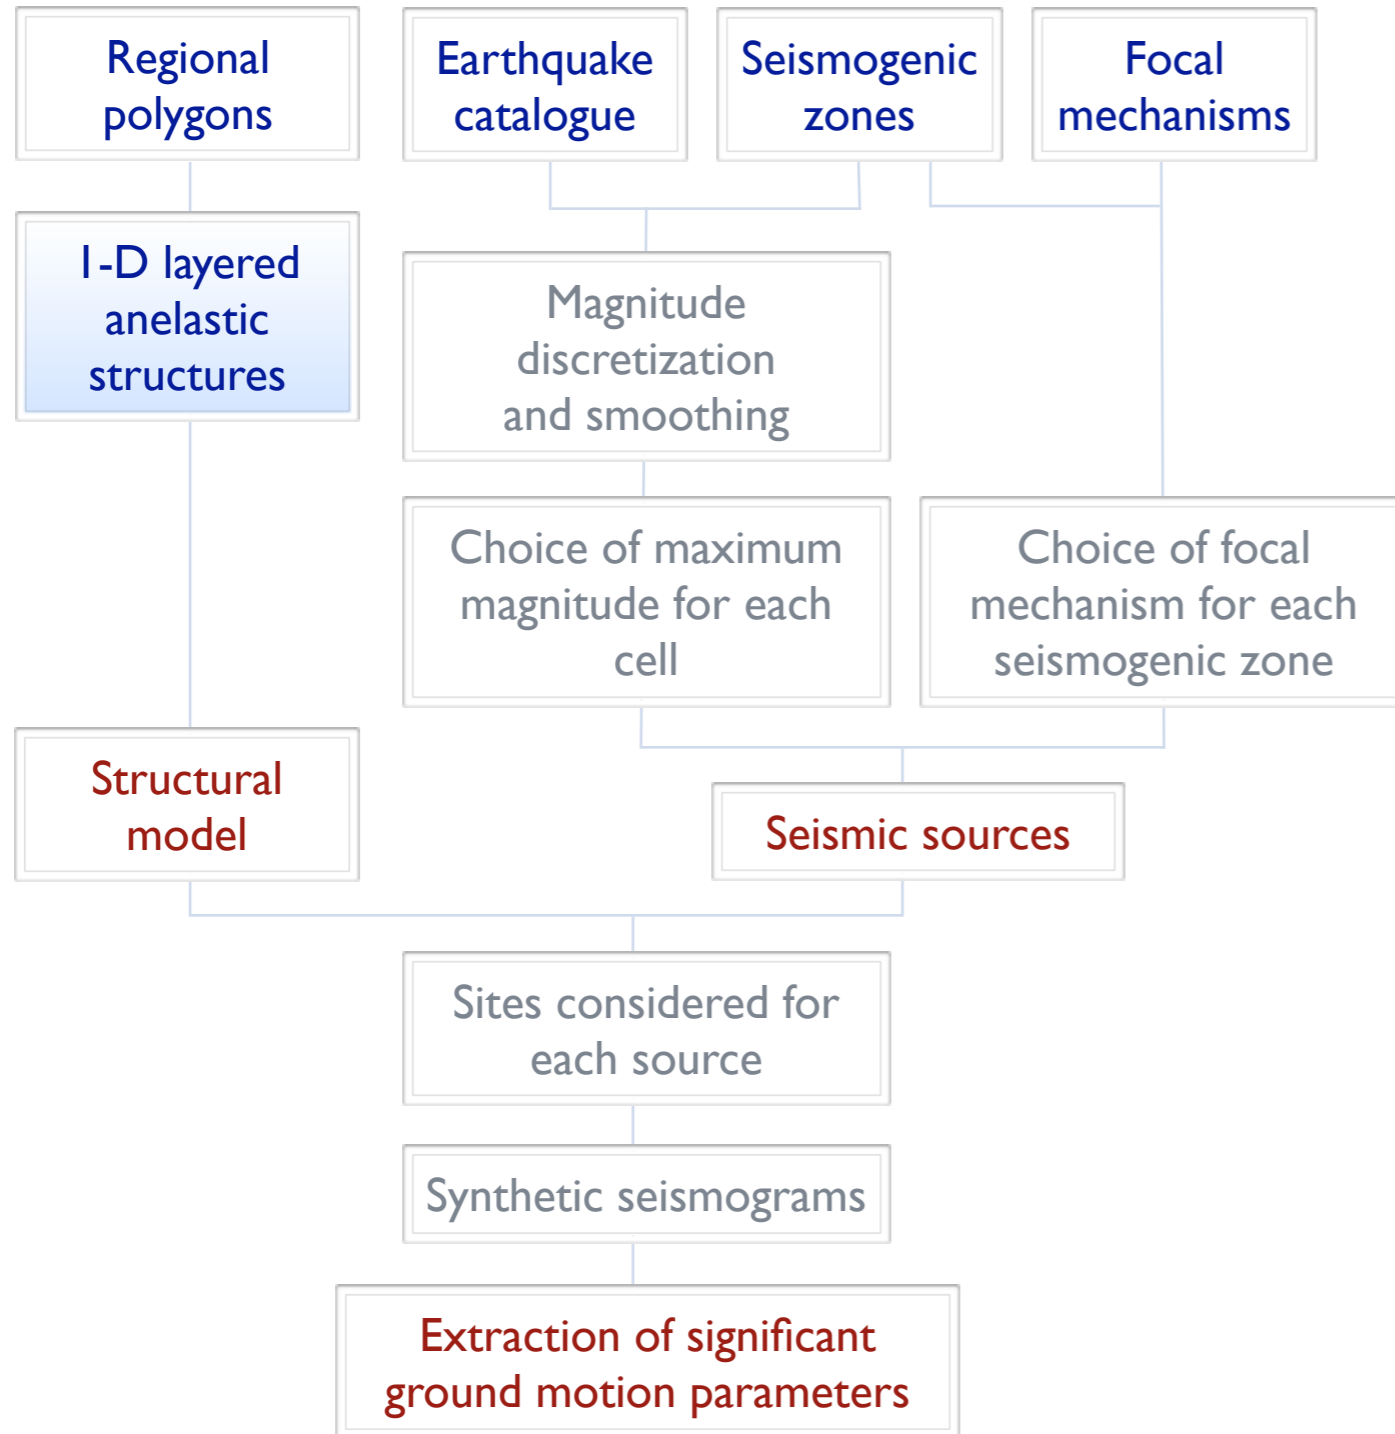 Regional
polygons
Earthquake
catalogue
Seismogenic
zones
Focal
mechanisms
1-D layered
anelastic
structures
Magnitude
discretization
and smoothing
Choice of maximum
magnitude for each
cell
Choice of focal
mechanism for each
seismogenic zone
Structural
model
Seismic sources
Sites considered for
each source
Synthetic seismograms
Extraction of significant
ground motion parameters